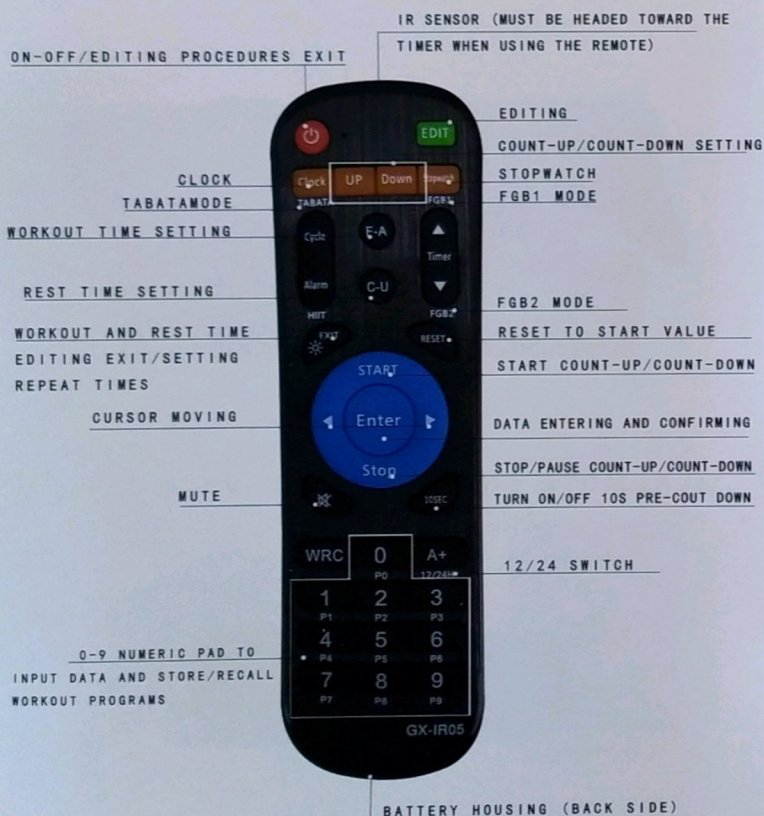 IR SENSOR (MUST BE HEADED TOWARD THE
TIMER WHEN USING THE REMOTE)
ON-OFF/EDITING PROCEDURES EXIT
EDITING
EDIT
COUNT-UP/COUNT-DOWN SETTING
CLOCK
Clock
UP
Down
Stopwatch
STOPWATCH
TABATAMODE
TABATA
FGB1
FGB1 MODE
WORKOUT TIME SETTING
Cycle
E-A
Timer
REST TIME SETTING
Alarm
C-U
HIIT
FGB2
FGB2 MODE
WORKOUT AND REST TIME
EDITING EXIT/SETTING
REPEAT TIMES
EXIT
RESET
RESET TO START VALUE
START
START COUNT-UP/COUNT-DOWN
CURSOR MOVING
Enter
DATA ENTERING AND CONFIRMING
Stop
STOP/PAUSE COUNT-UP/COUNT-DOWN
MUTE
10SEC
TURN ON/OFF 10S PRE-COUT DOWN
WRC
0
A+
P0
12/24H
12/24 SWITCH
1
2
3
P1
P2
P3
4
5
6
P4
P5
P6
7
8
9
P7
P8
P9
0-9 NUMERIC PAD TO
INPUT DATA AND STORE/RECALL
WORKOUT PROGRAMS
GX-IR05
BATTERY HOUSING (BACK SIDE)